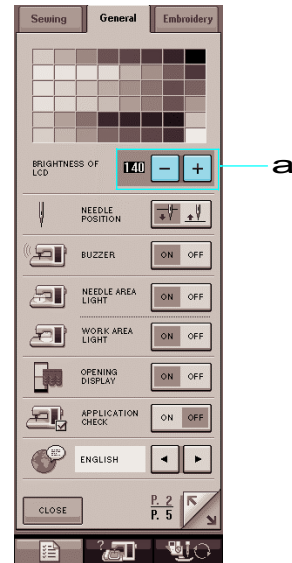 Sewing General Embroidery
BRIGHTNESS OF
LCD
140 - +
a
NEEDLE
POSITION
BUZZER ON OFF
NEEDLE AREA
LIGHT
ON OFF
WORK AREA
LIGHT
ON OFF
OPENING
DISPLAY
ON OFF
APPLICATION
CHECK
ON OFF
ENGLISH
CLOSE
P. 2
P. 5
?